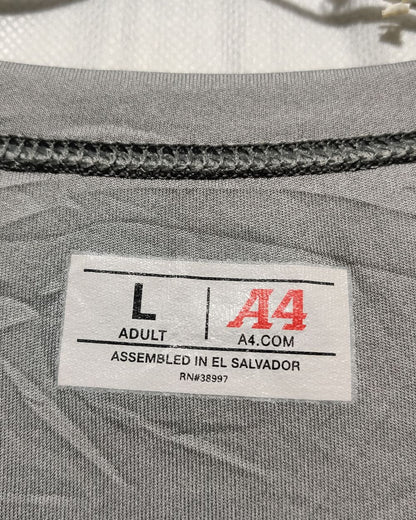 L A4
ADULT A4.COM
ASSEMBLED IN EL SALVADOR
RN#38997